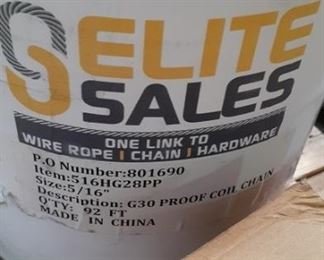 ELITE
SALES
ONE LINK TO
WIRE ROPE | CHAIN | HARDWARE
P.O Number:801690
Item:516HG28PP
Size:5/16"
Description: G30 PROOF COIL CHAIN
Q'TY: 92 FT
MADE IN CHINA